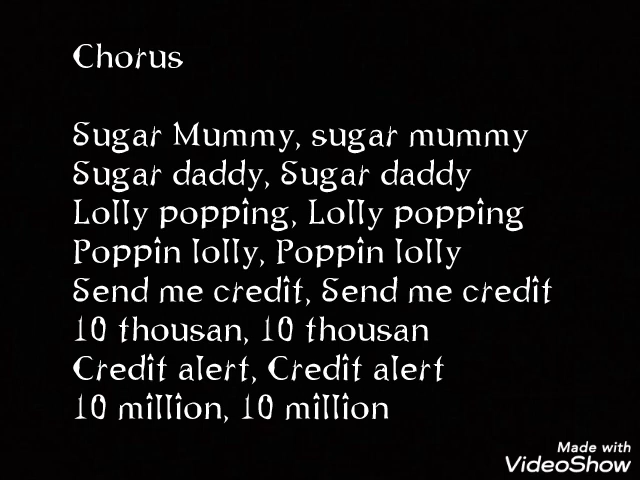 Chorus
Sugar Mummy, sugar mummy
Sugar daddy, Sugar daddy
Lolly popping, Lolly popping
Poppin lolly, Poppin lolly
Send me credit, Send me credit
10 thousan, 10 thousan
Credit alert, Credit alert
10 million, 10 million
Made with
VideoShow